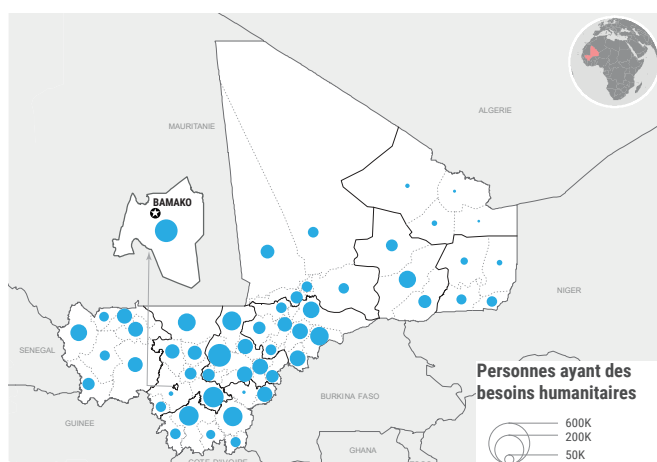 ALGERIE
MAURITANIE
BAMAKO
NIGER
SENEGAL
Personnes ayant des
besoins humanitaires
BURKINA FASO
GUINEE
600K
200K
GHANA
50K